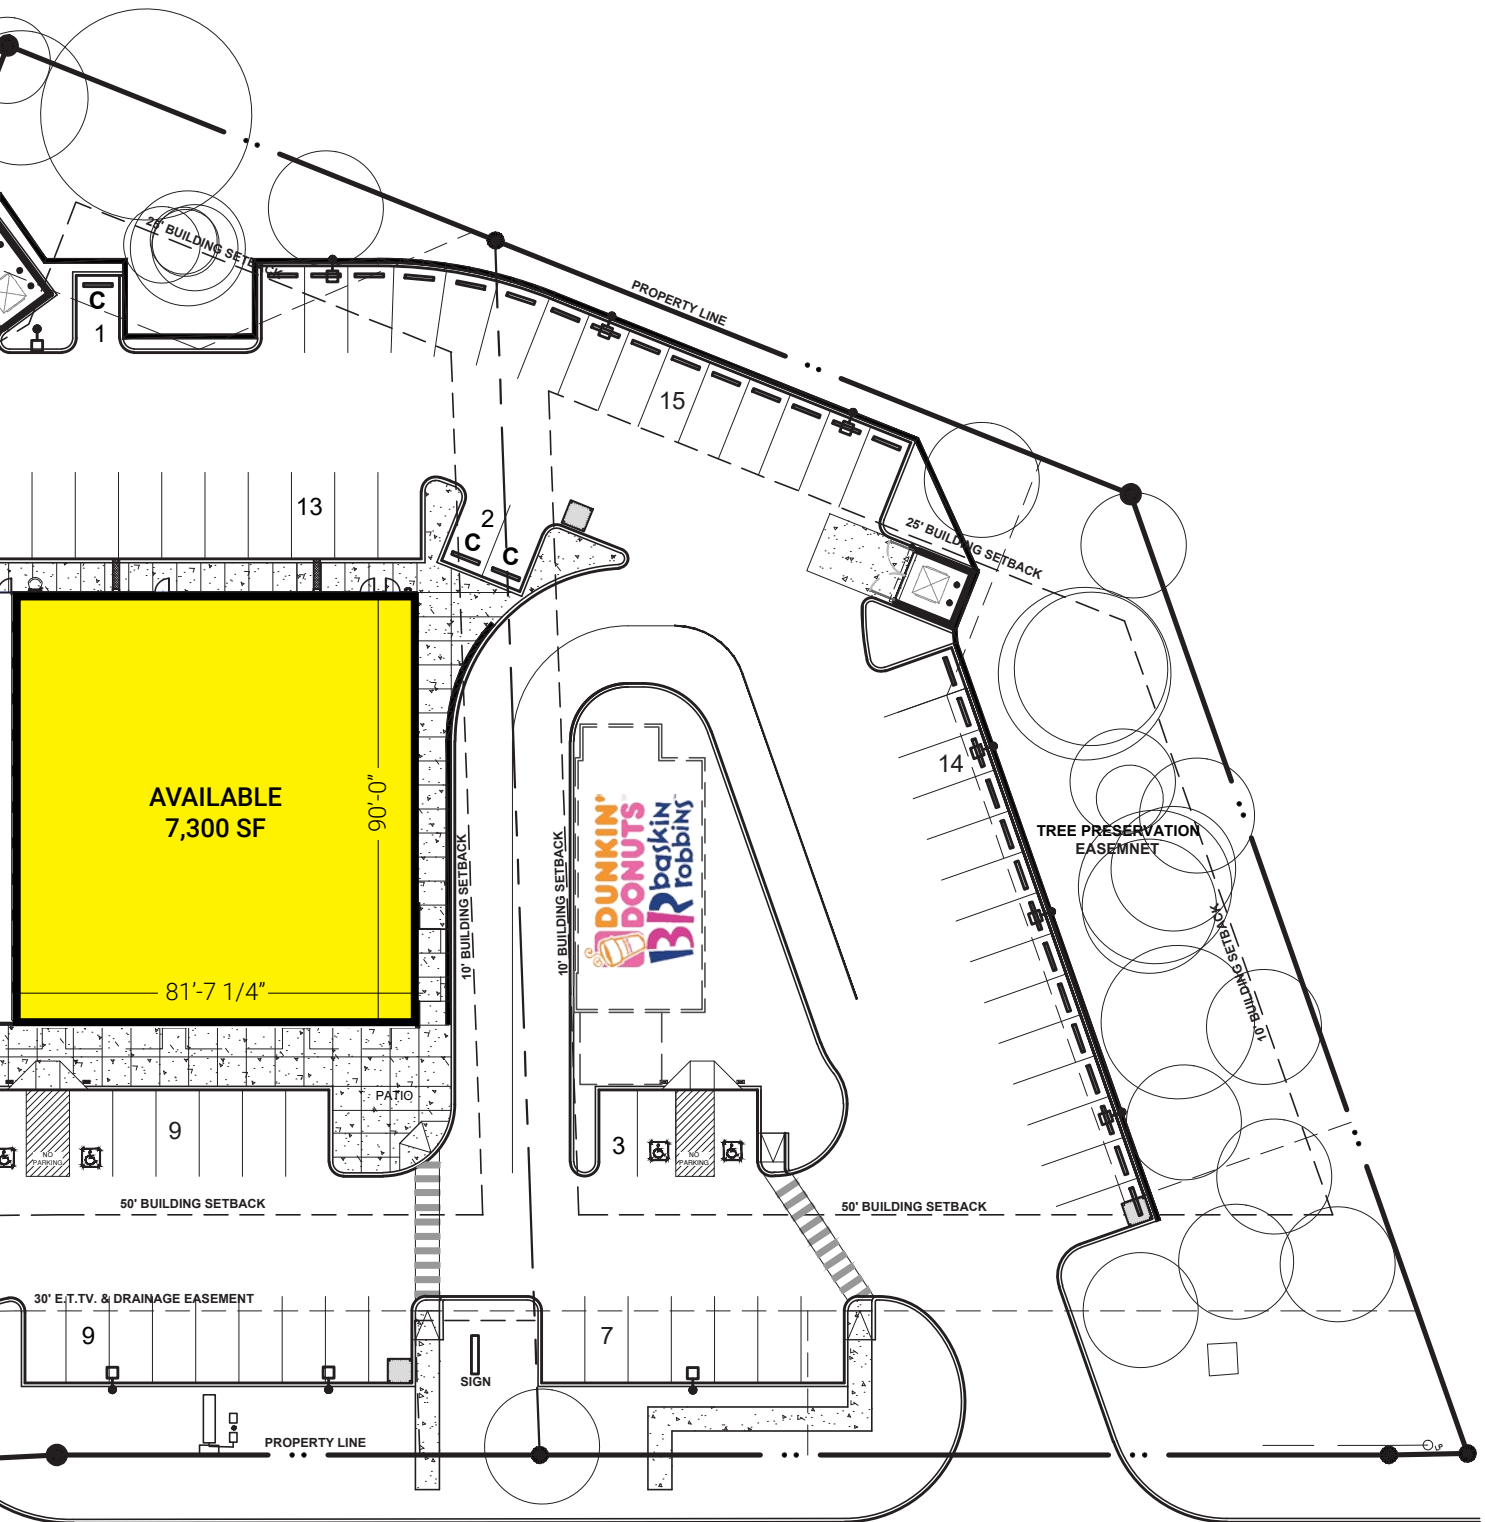 25' BUILDING SETBACK
C
1
PROPERTY LINE
15
13
2
C
C
25' BUILDING SETBACK
AVAILABLE
7,300 SF
90'-0"
81'-7 1/4"
10' BUILDING SETBACK
10' BUILDING SETBACK
DUNKIN'
DONUTS
BR baskin
robbins
14
TREE PRESERVATION
EASEMNET
10' BUILDING SETBACK
PATIO
9
NO
PARKING
3
NO
PARKING
50' BUILDING SETBACK
50' BUILDING SETBACK
30' E.T.TV. & DRAINAGE EASEMENT
9
7
SIGN
PROPERTY LINE